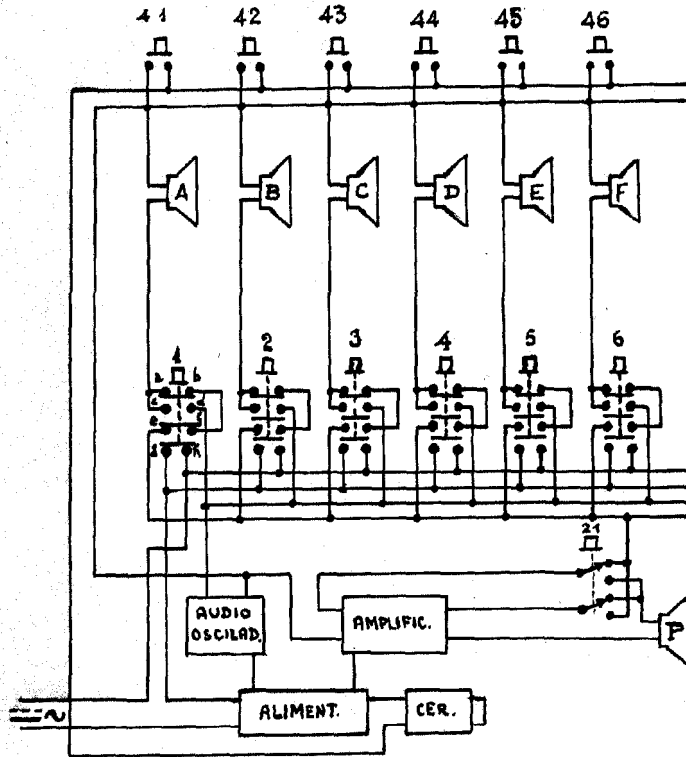 41 42 43 44 45 46
A B C D E F
1 2 3 4 5 6
a b
21
AUDIO
OSCILAD.
AMPLIFIC.
P
ALIMENT.
CER.